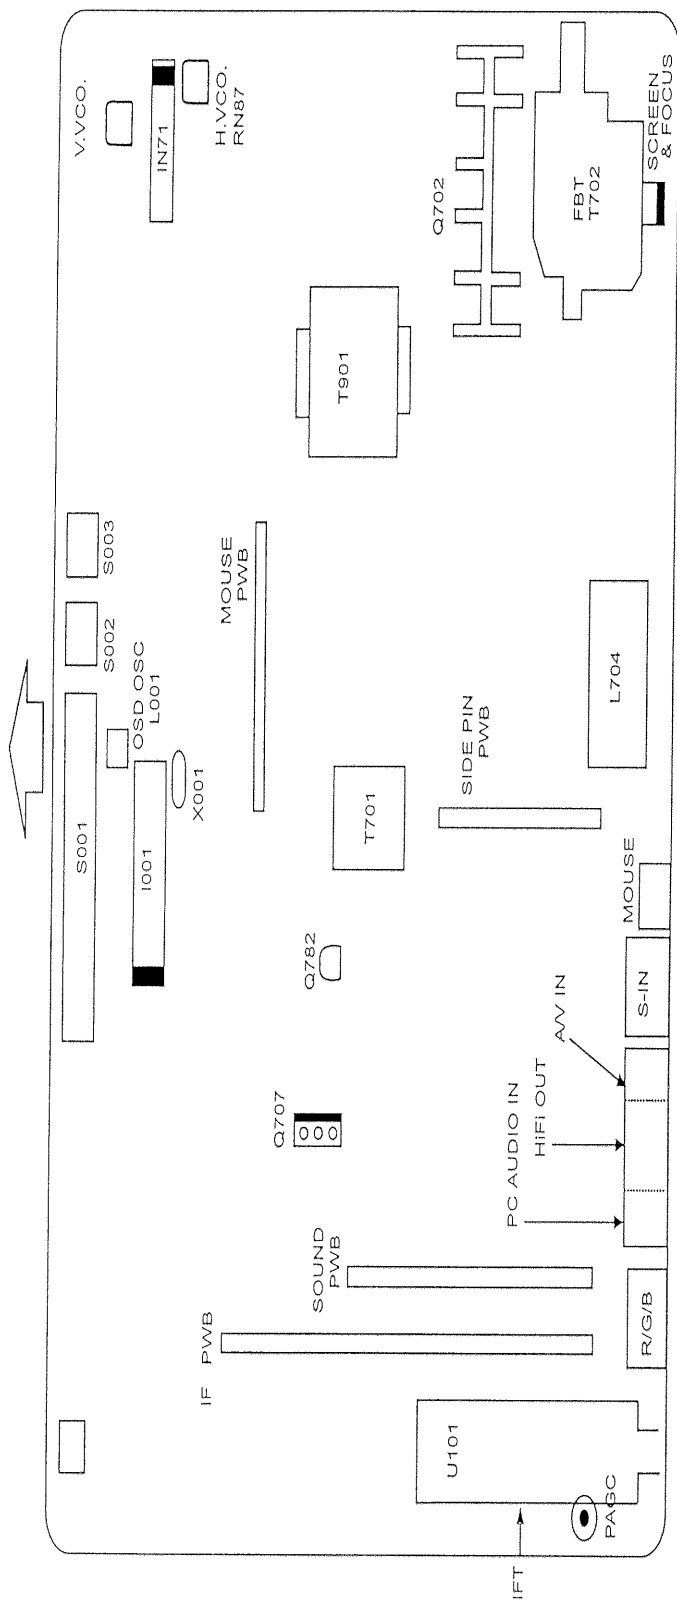 V.VCO.
IN71
H.VCO.
RN87
Q702
SCREEN
& FOCUS
FBT
T702
T901
S003
S002
MOUSE
PWB
OSD OSC
L001
S001
I001
X001
L704
SIDE PIN
PWB
T701
MOUSE
Q782
S-IN
A/V IN
Q707
HiFi OUT
PC AUDIO IN
SOUND
PWB
IF PWB
R/G/B
U101
PAGC
IFT